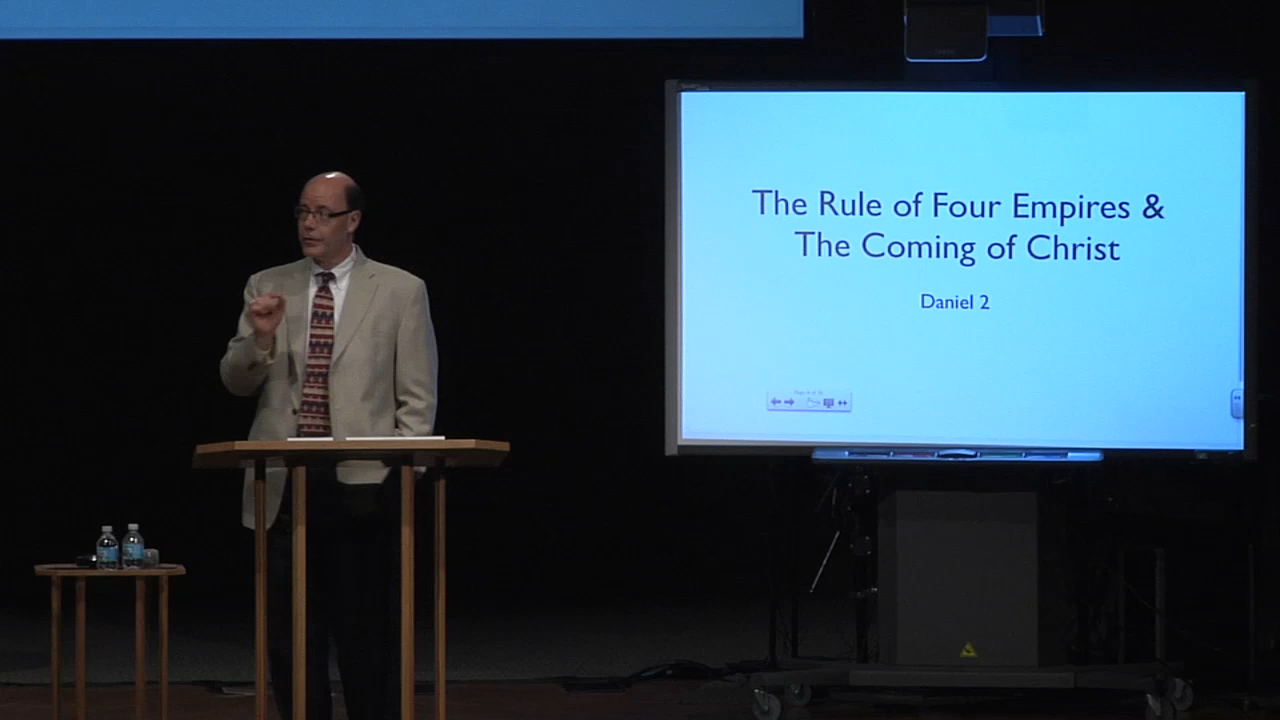 The Rule of Four Empires &
The Coming of Christ
Daniel 2